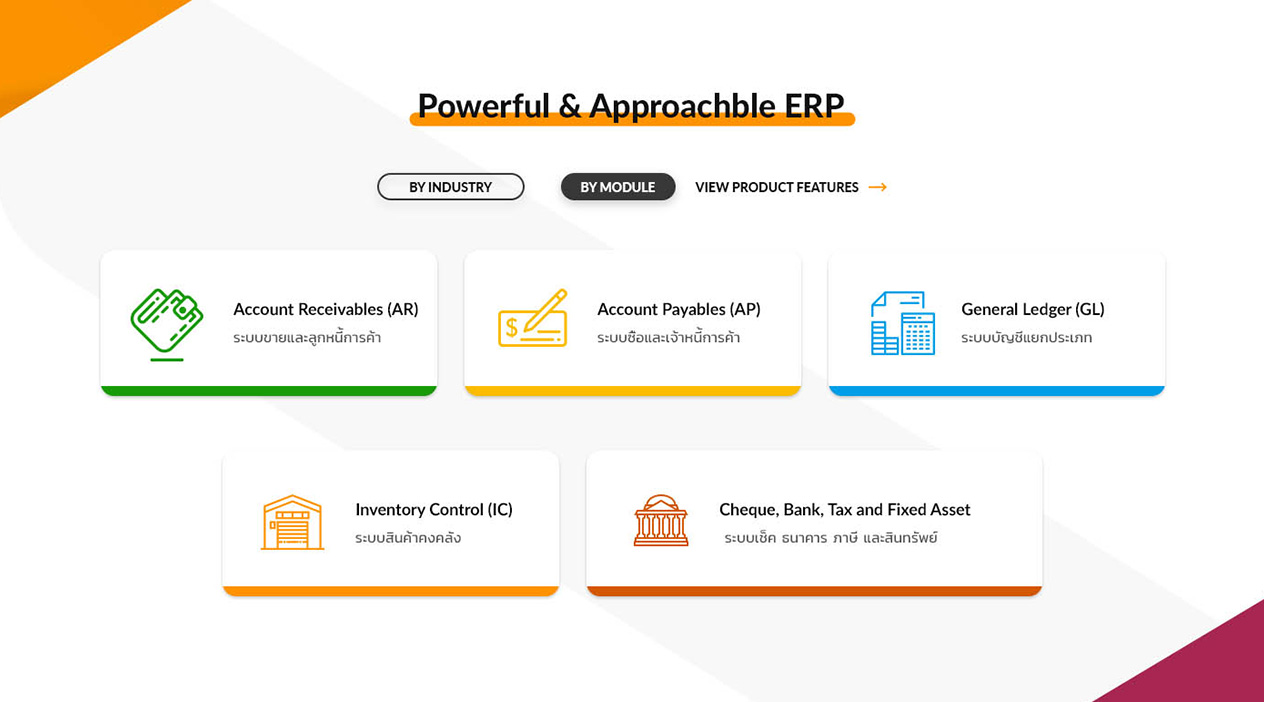 Powerful & Approachble ERP
BY INDUSTRY
BY MODULE
VIEW PRODUCT FEATURES
Account Receivables (AR)
ระบบขายและลูกหนี้การค้า
Account Payables (AP)
ระบบซื้อและเจ้าหนี้การค้า
General Ledger (GL)
ระบบบัญชีแยกประเภท
Inventory Control (IC)
ระบบสินค้าคงคลัง
Cheque, Bank, Tax and Fixed Asset
ระบบเช็ค ธนาคาร ภาษี และสินทรัพย์